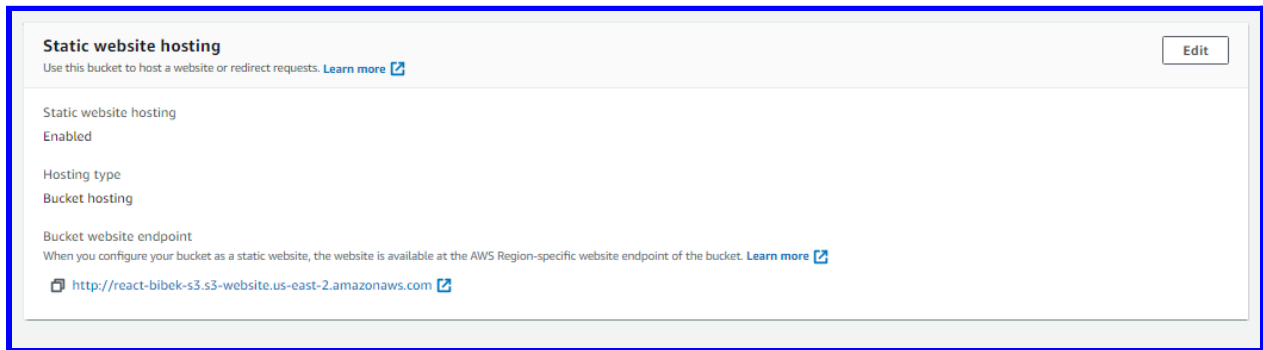 Static website hosting
Edit
Use this bucket to host a website or redirect requests. Learn more
Static website hosting
Enabled
Hosting type
Bucket hosting
Bucket website endpoint
When you configure your bucket as a static website, the website is available at the AWS Region-specific website endpoint of the bucket. Learn more
http://react-bibek-s3.s3-website.us-east-2.amazonaws.com